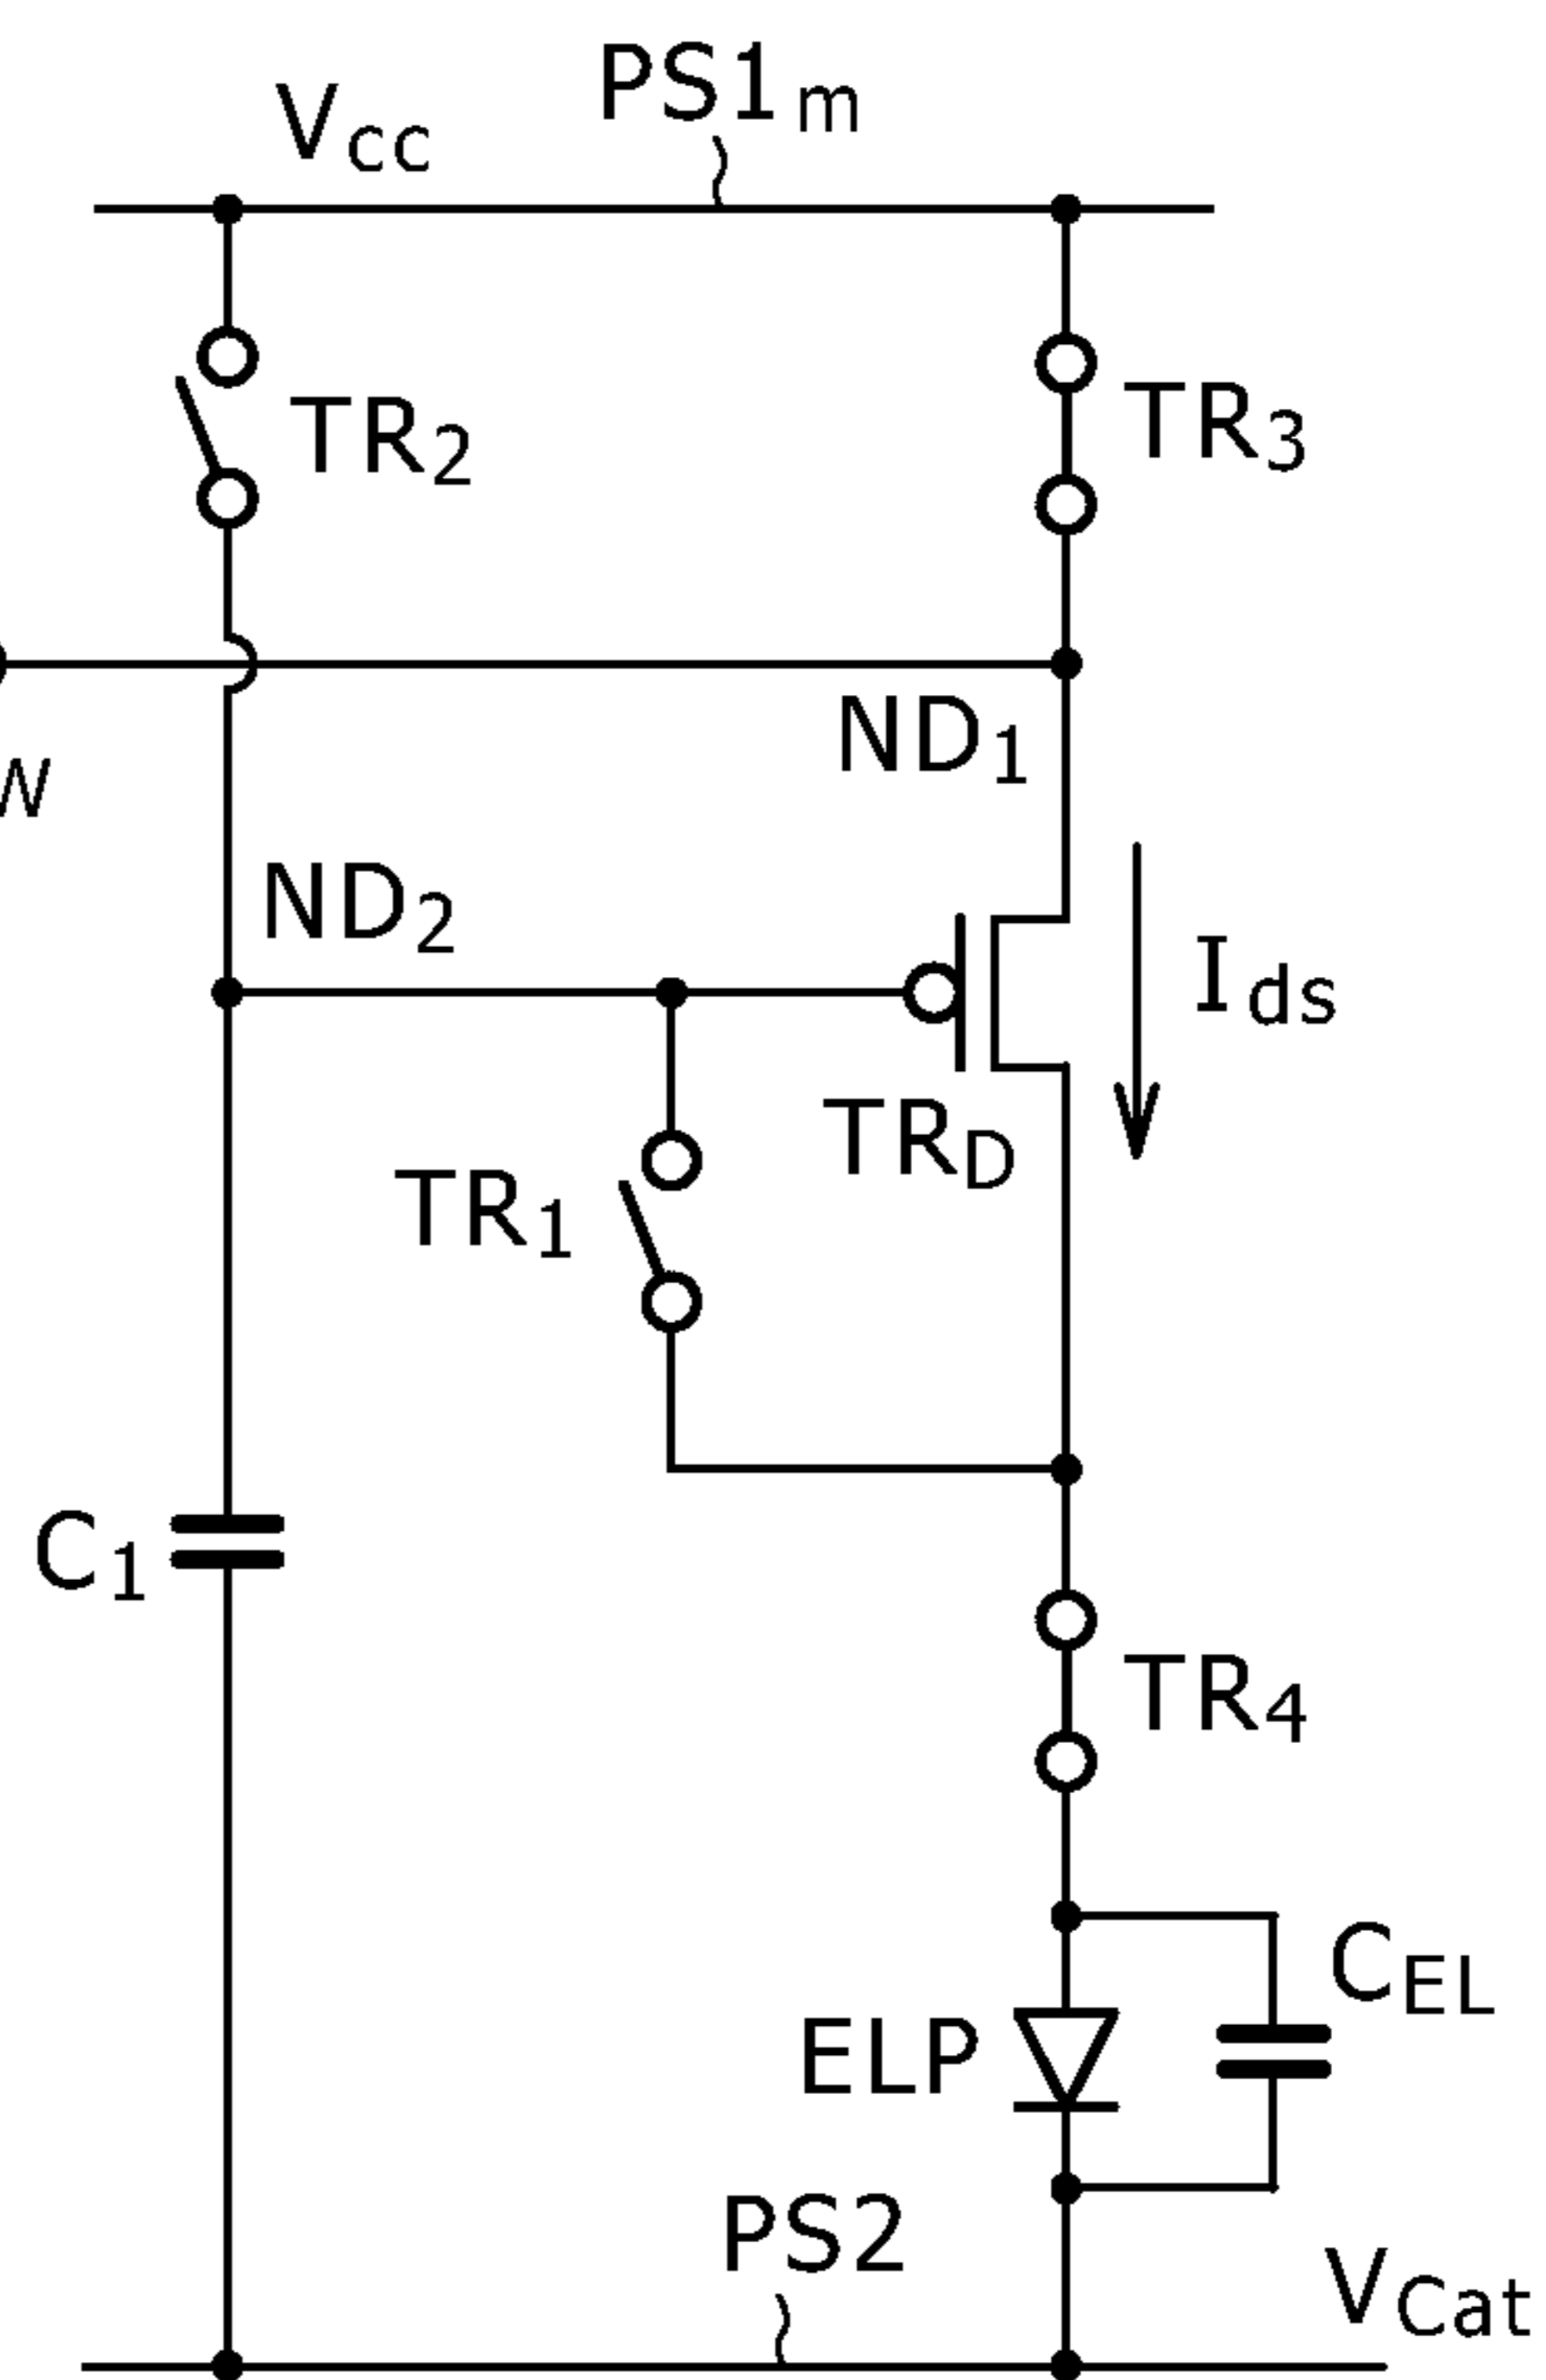 PS1m
Vcc
TR2
TR3
ND1
W
ND2
Ids
TRD
TR1
C1
TR4
CEL
ELP
PS2
VCat